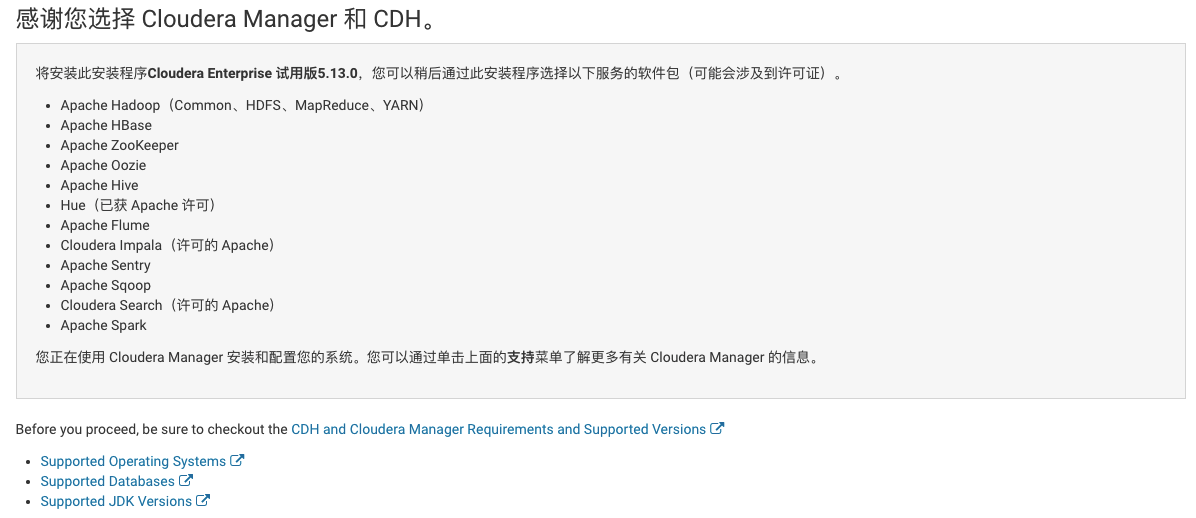 感谢您选择 Cloudera Manager 和 CDH。
将安装此安装程序Cloudera Enterprise 试用版5.13.0，您可以稍后通过此安装程序选择以下服务的软件包（可能会涉及到许可证）。
• Apache Hadoop（Common、HDFS、MapReduce、YARN）
• Apache HBase
• Apache ZooKeeper
• Apache Oozie
• Apache Hive
• Hue（已获 Apache 许可）
• Apache Flume
• Cloudera Impala（许可的 Apache）
• Apache Sentry
• Apache Sqoop
• Cloudera Search（许可的 Apache）
• Apache Spark
您正在使用 Cloudera Manager 安装和配置您的系统。您可以通过单击上面的支持菜单了解更多有关 Cloudera Manager 的信息。
Before you proceed, be sure to checkout the CDH and Cloudera Manager Requirements and Supported Versions
• Supported Operating Systems
• Supported Databases
• Supported JDK Versions